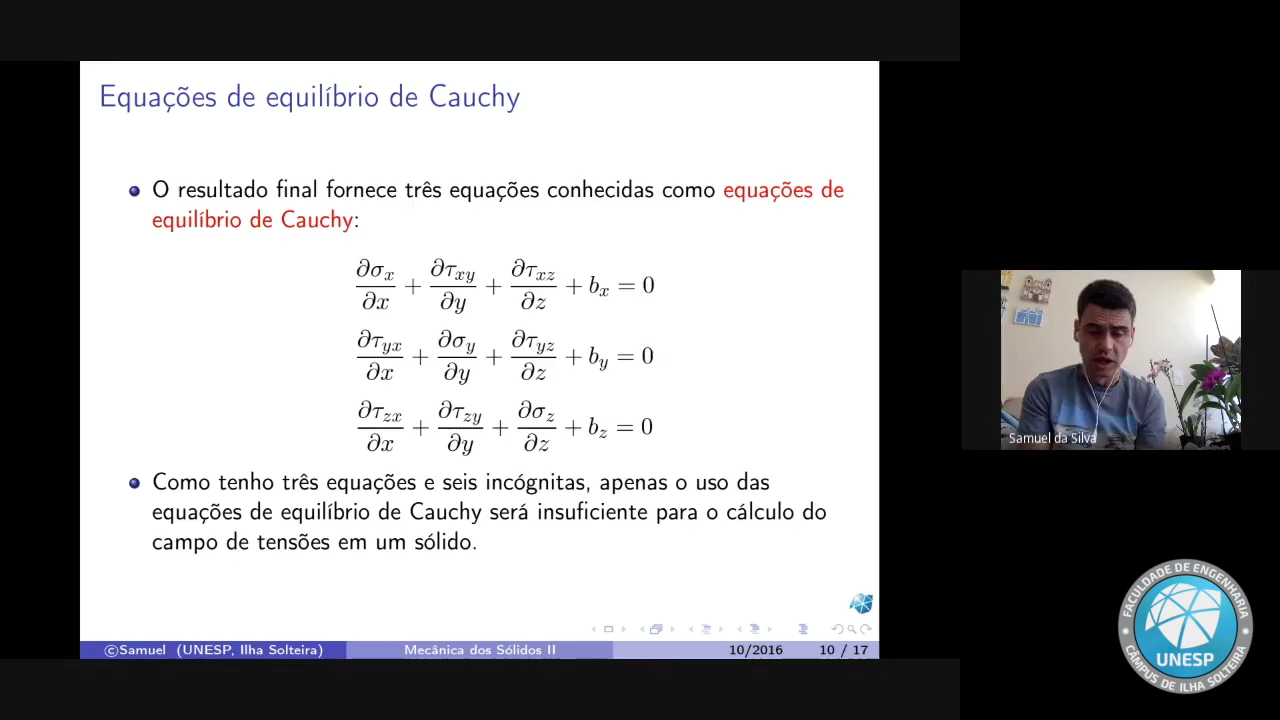 Equações de equilíbrio de Cauchy
O resultado final fornece três equações conhecidas como equações de
equilíbrio de Cauchy:
∂σx/∂x + ∂τxy/∂y + ∂τxz/∂z + bx = 0
∂τyx/∂x + ∂σy/∂y + ∂τyz/∂z + by = 0
∂τzx/∂x + ∂τzy/∂y + ∂σz/∂z + bz = 0
Como tenho três equações e seis incógnitas, apenas o uso das
equações de equilíbrio de Cauchy será insuficiente para o cálculo do
campo de tensões em um sólido.
©Samuel (UNESP, Ilha Solteira) Mecânica dos Sólidos II 10/2016 10 / 17
Samuel da Silva
FACULDADE DE ENGENHARIA
UNESP
CÂMPUS DE ILHA SOLTEIRA